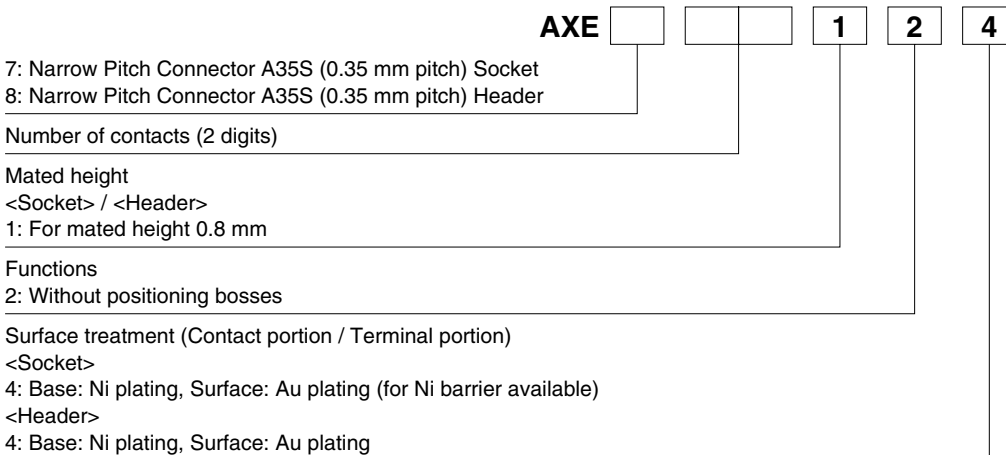 AXE 1 2 4
7: Narrow Pitch Connector A35S (0.35 mm pitch) Socket
8: Narrow Pitch Connector A35S (0.35 mm pitch) Header
Number of contacts (2 digits)
Mated height
<Socket> / <Header>
1: For mated height 0.8 mm
Functions
2: Without positioning bosses
Surface treatment (Contact portion / Terminal portion)
<Socket>
4: Base: Ni plating, Surface: Au plating (for Ni barrier available)
<Header>
4: Base: Ni plating, Surface: Au plating